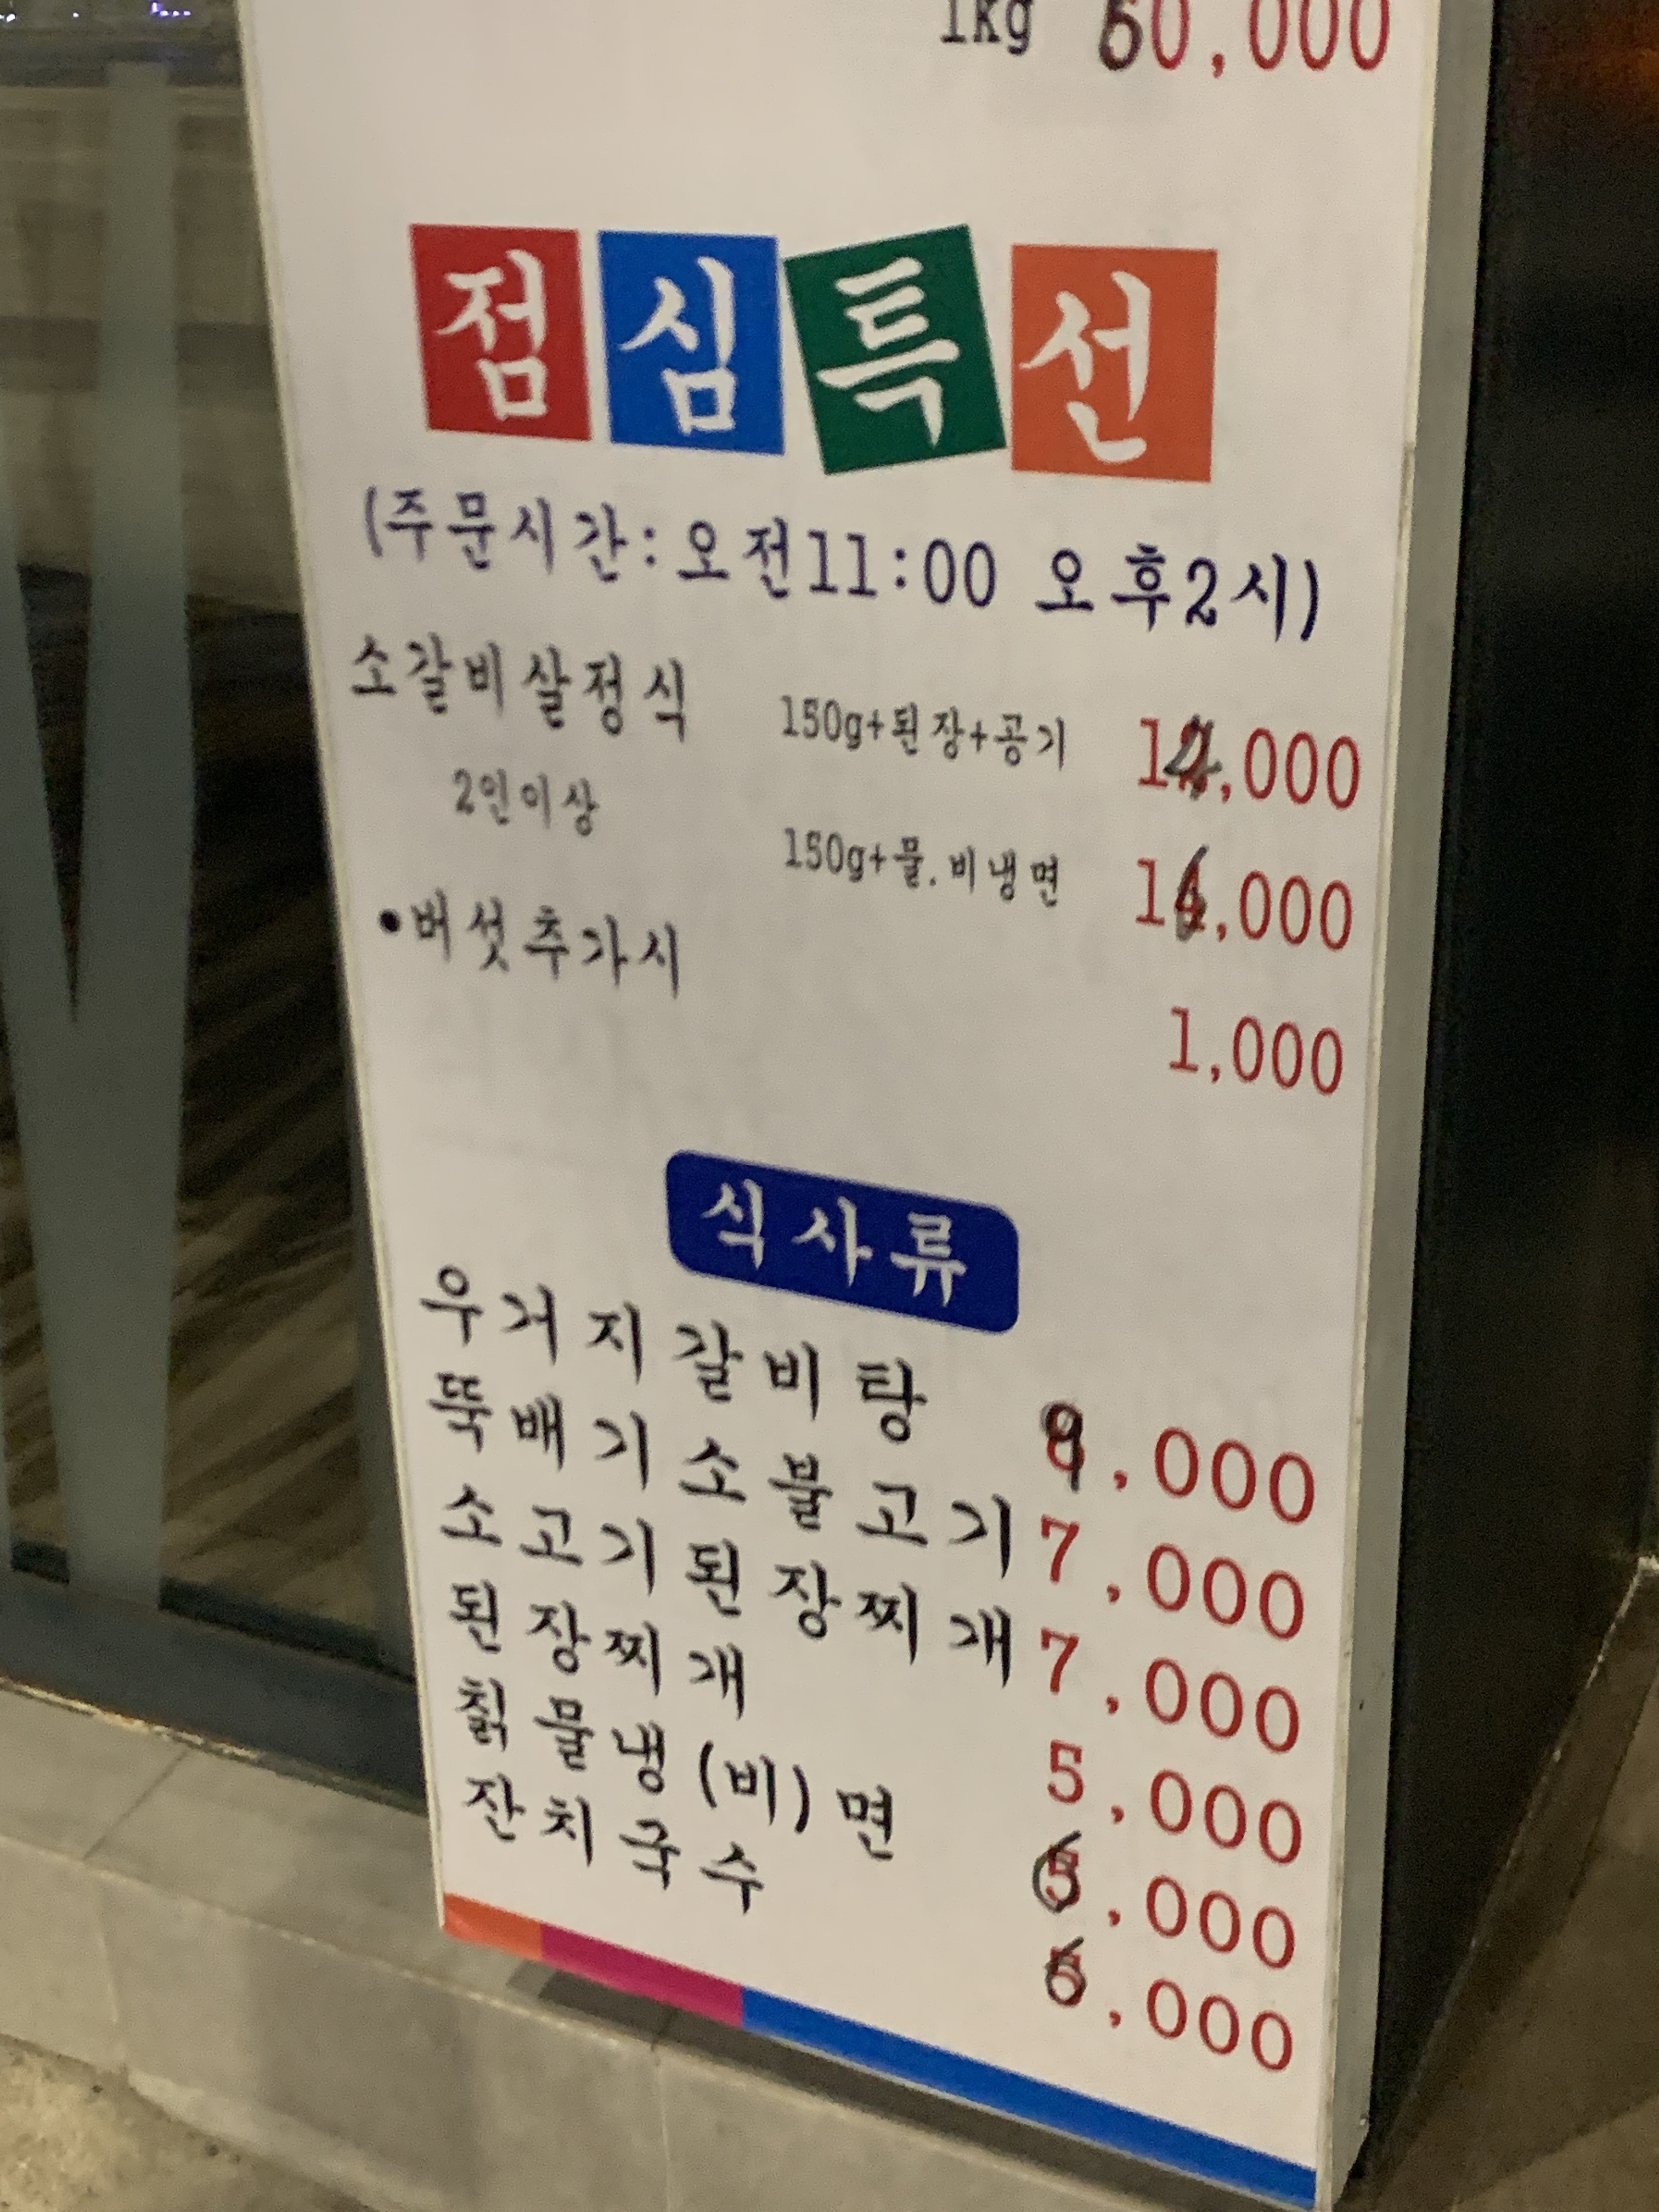 1kg 60,000
점심특선
(주문시간:오전11:00 오후2시)
소갈비살정식 150g+된장+공기 14,000
2인이상 150g+물.비냉면 16,000
•버섯추가시 1,000
식사류
우거지갈비탕 9,000
뚝배기소불고기 7,000
소고기된장찌개 7,000
된장찌개 5,000
칡물냉(비)면 6,000
잔치국수 6,000